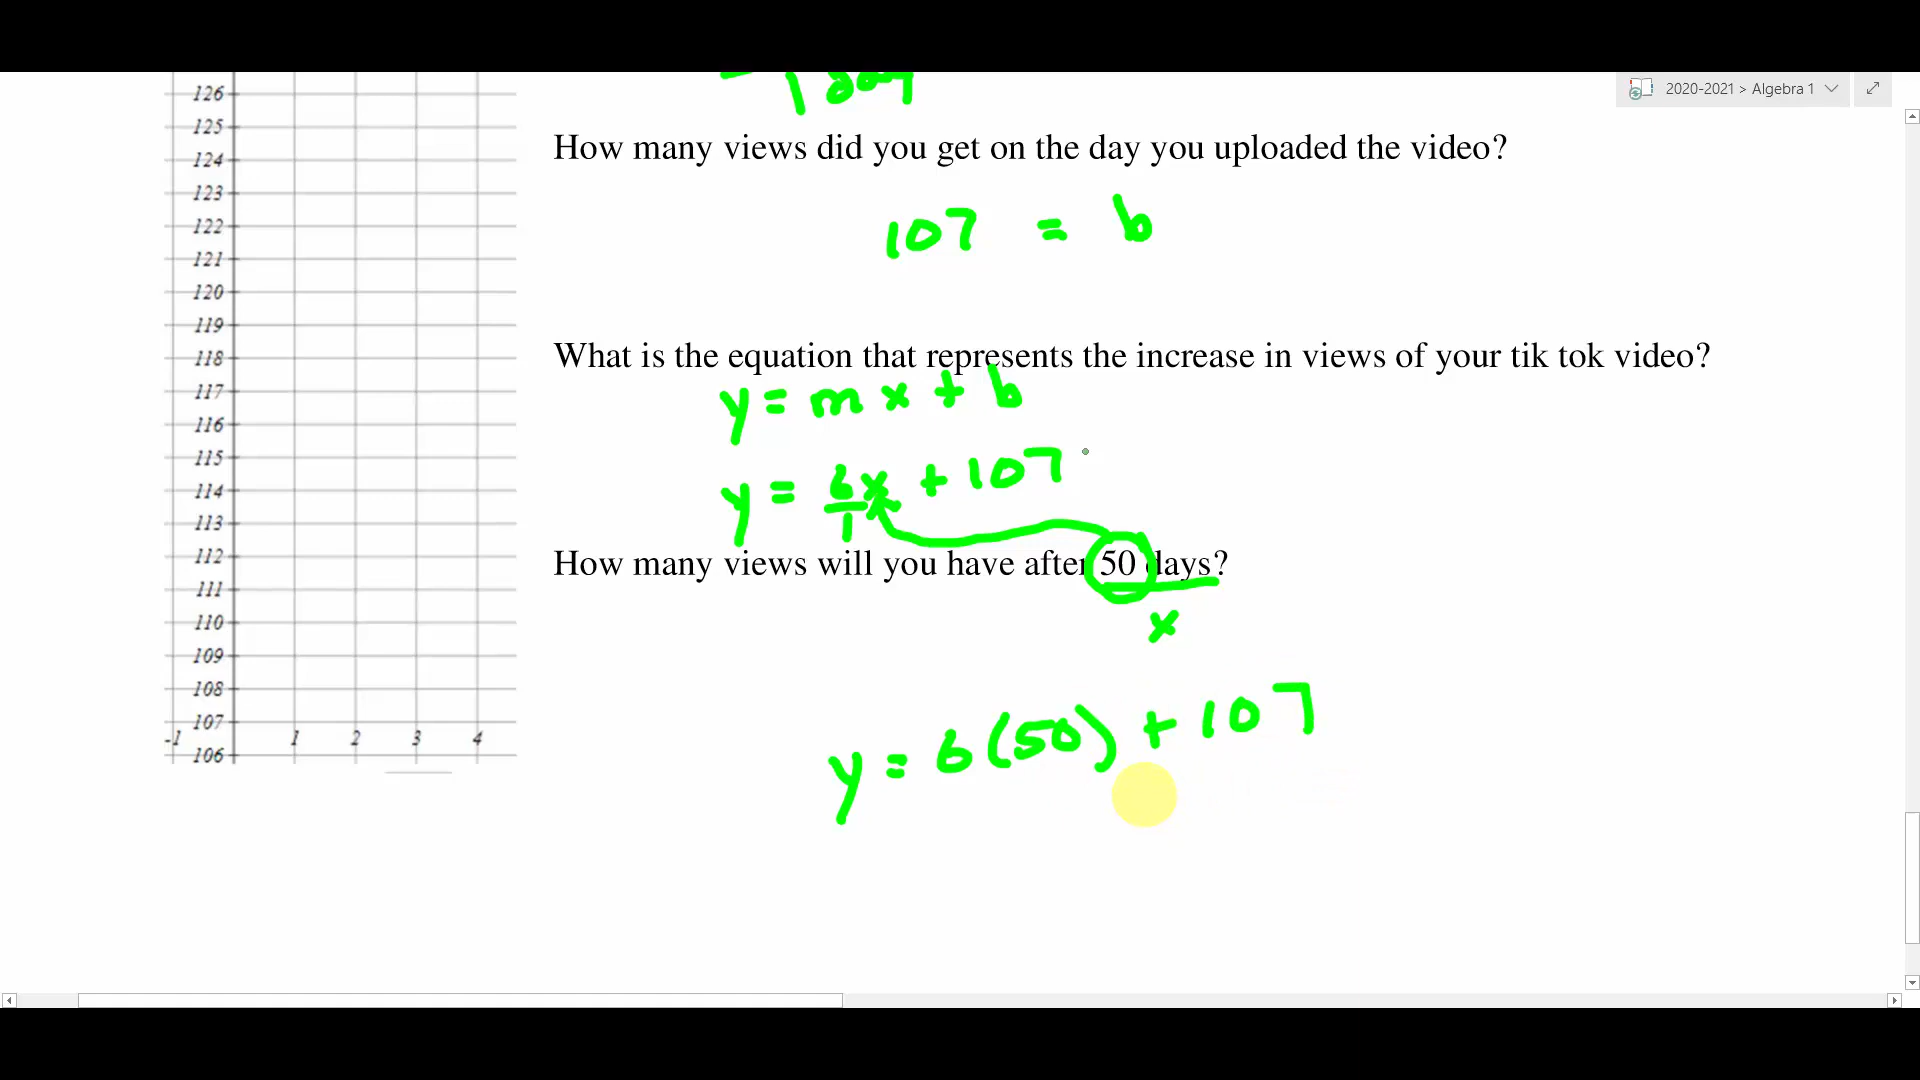 2020-2021 > Algebra 1
126
125
124
123
122
121
120
119
118
117
116
115
114
113
112
111
110
109
108
107
106
-1 1 2 3 4
1 day
How many views did you get on the day you uploaded the video?
107 = b
What is the equation that represents the increase in views of your tik tok video?
y = mx + b
y = 6/1 x + 107
How many views will you have after 50 days?
x
y = 6(50) + 107